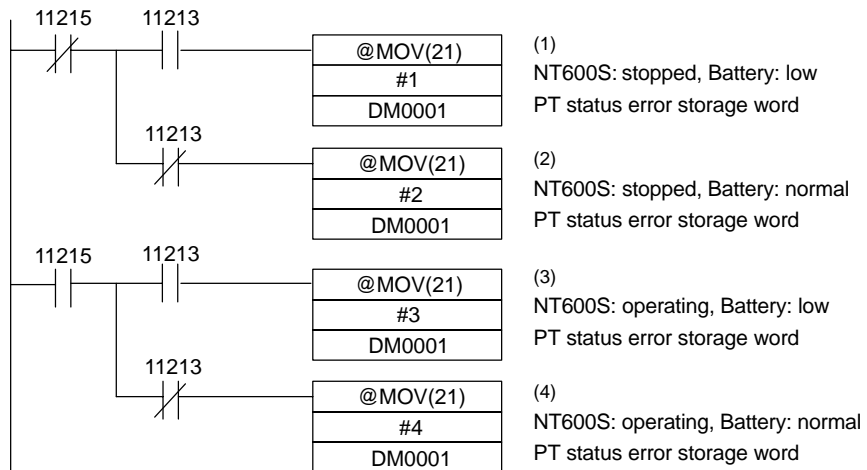 11215 11213
@MOV(21)
#1
DM0001
(1)
NT600S: stopped, Battery: low
PT status error storage word
11213
@MOV(21)
#2
DM0001
(2)
NT600S: stopped, Battery: normal
PT status error storage word
11215 11213
@MOV(21)
#3
DM0001
(3)
NT600S: operating, Battery: low
PT status error storage word
11213
@MOV(21)
#4
DM0001
(4)
NT600S: operating, Battery: normal
PT status error storage word